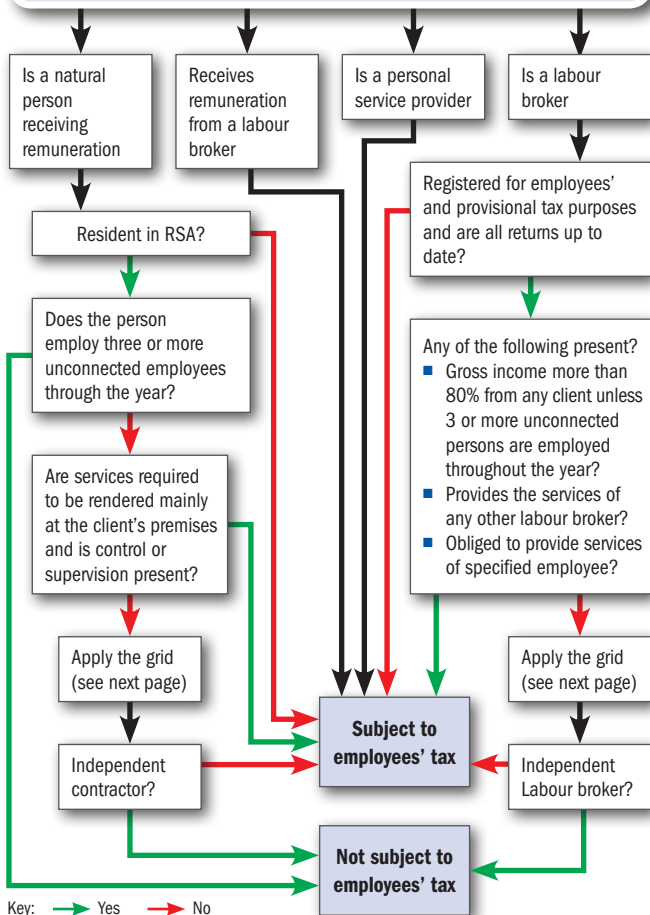 Is a natural
person
receiving
remuneration
Receives
remuneration
from a labour
broker
Is a personal
service provider
Is a labour
broker
Resident in RSA?
Registered for employees'
and provisional tax purposes
and are all returns up to
date?
Does the person
employ three or more
unconnected employees
through the year?
Any of the following present?
■ Gross income more than
80% from any client unless
3 or more unconnected
persons are employed
throughout the year?
■ Provides the services of
any other labour broker?
■ Obliged to provide services
of specified employee?
Are services required
to be rendered mainly
at the client's premises
and is control or
supervision present?
Apply the grid
(see next page)
Apply the grid
(see next page)
Subject to
employees' tax
Independent
contractor?
Independent
Labour broker?
Not subject to
employees' tax
Key: Yes No